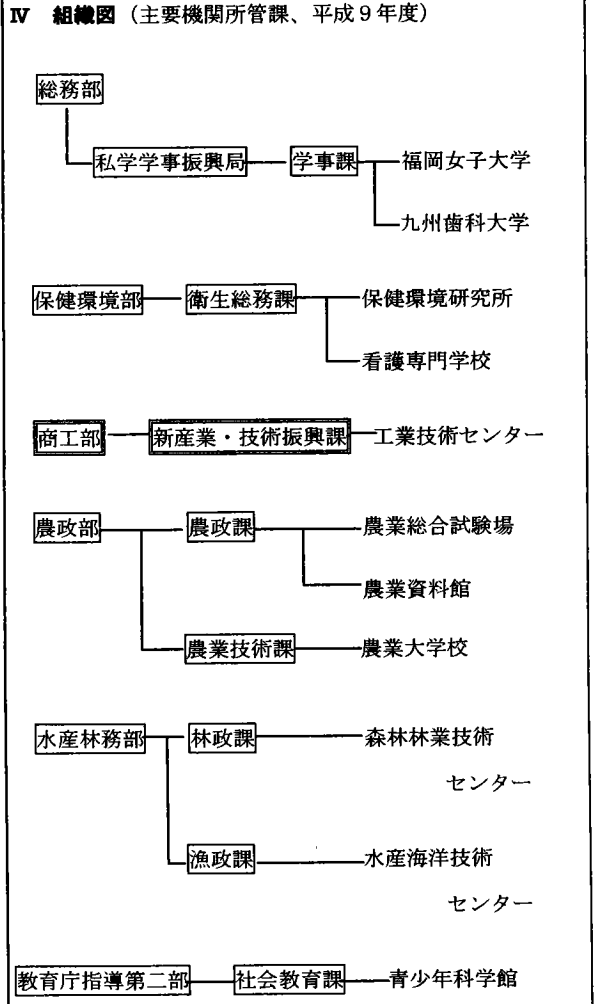 Ⅳ 組織図（主要機関所管課、平成９年度）
総務部
私学学事振興局 学事課 福岡女子大学
九州歯科大学
保健環境部 衛生総務課 保健環境研究所
看護専門学校
商工部 新産業・技術振興課 工業技術センター
農政部 農政課 農業総合試験場
農業資料館
農業技術課 農業大学校
水産林務部 林政課 森林林業技術
センター
漁政課 水産海洋技術
センター
教育庁指導第二部 社会教育課 青少年科学館